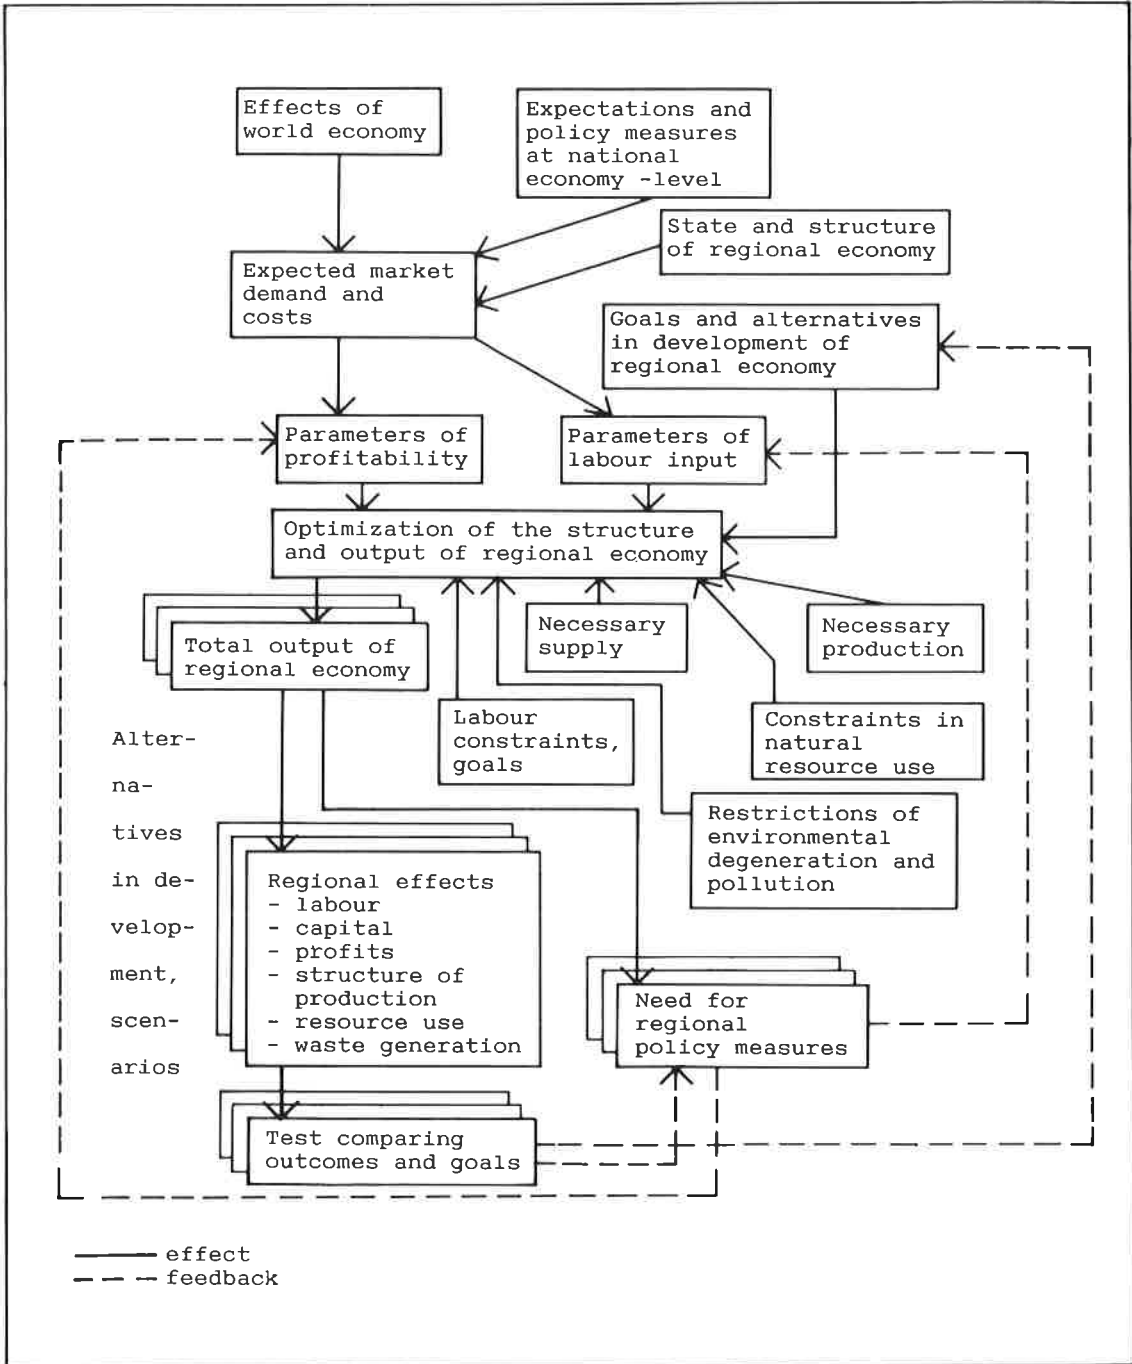 Effects of
world economy
Expectations and
policy measures
at national
economy -level
State and structure
of regional economy
Expected market
demand and
costs
Goals and alternatives
in development of
regional economy
Parameters of
profitability
Parameters of
labour input
Optimization of the structure
and output of regional economy
Total output of
regional economy
Necessary
supply
Necessary
production
Labour
constraints,
goals
Constraints in
natural
resource use
Restrictions of
environmental
degeneration and
pollution
Alter-
na-
tives
in de-
velop-
ment,
scen-
arios
Regional effects
- labour
- capital
- profits
- structure of
production
- resource use
- waste generation
Need for
regional
policy measures
Test comparing
outcomes and goals
effect
feedback